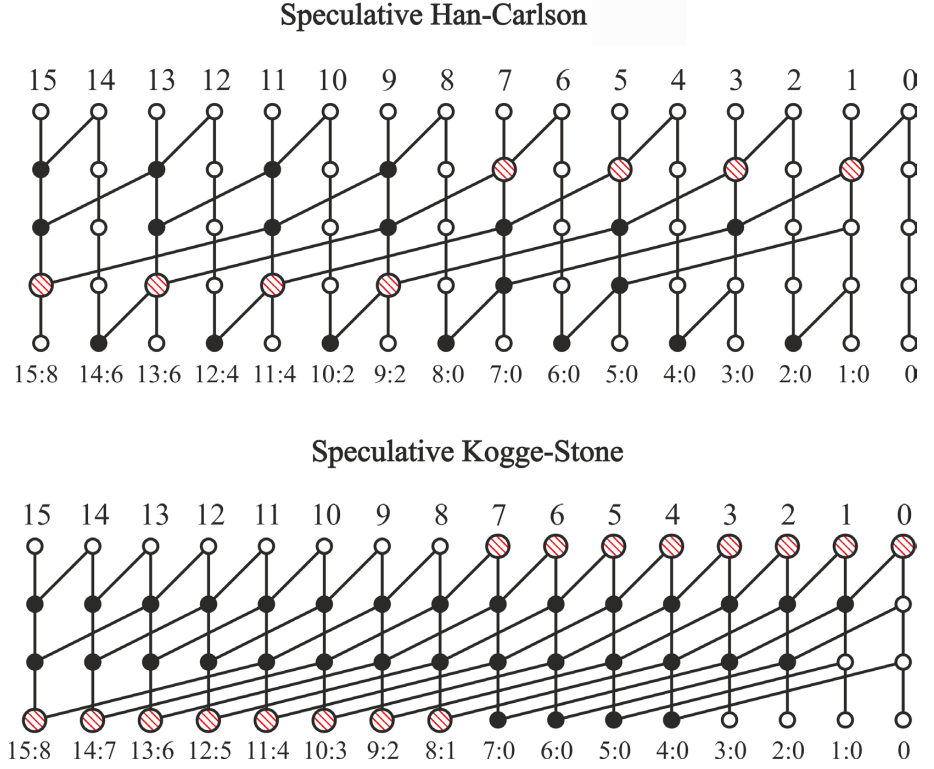 Speculative Han-Carlson
15 14 13 12 11 10 9 8 7 6 5 4 3 2 1 0
15:8 14:6 13:6 12:4 11:4 10:2 9:2 8:0 7:0 6:0 5:0 4:0 3:0 2:0 1:0 0
Speculative Kogge-Stone
15 14 13 12 11 10 9 8 7 6 5 4 3 2 1 0
15:8 14:7 13:6 12:5 11:4 10:3 9:2 8:1 7:0 6:0 5:0 4:0 3:0 2:0 1:0 0